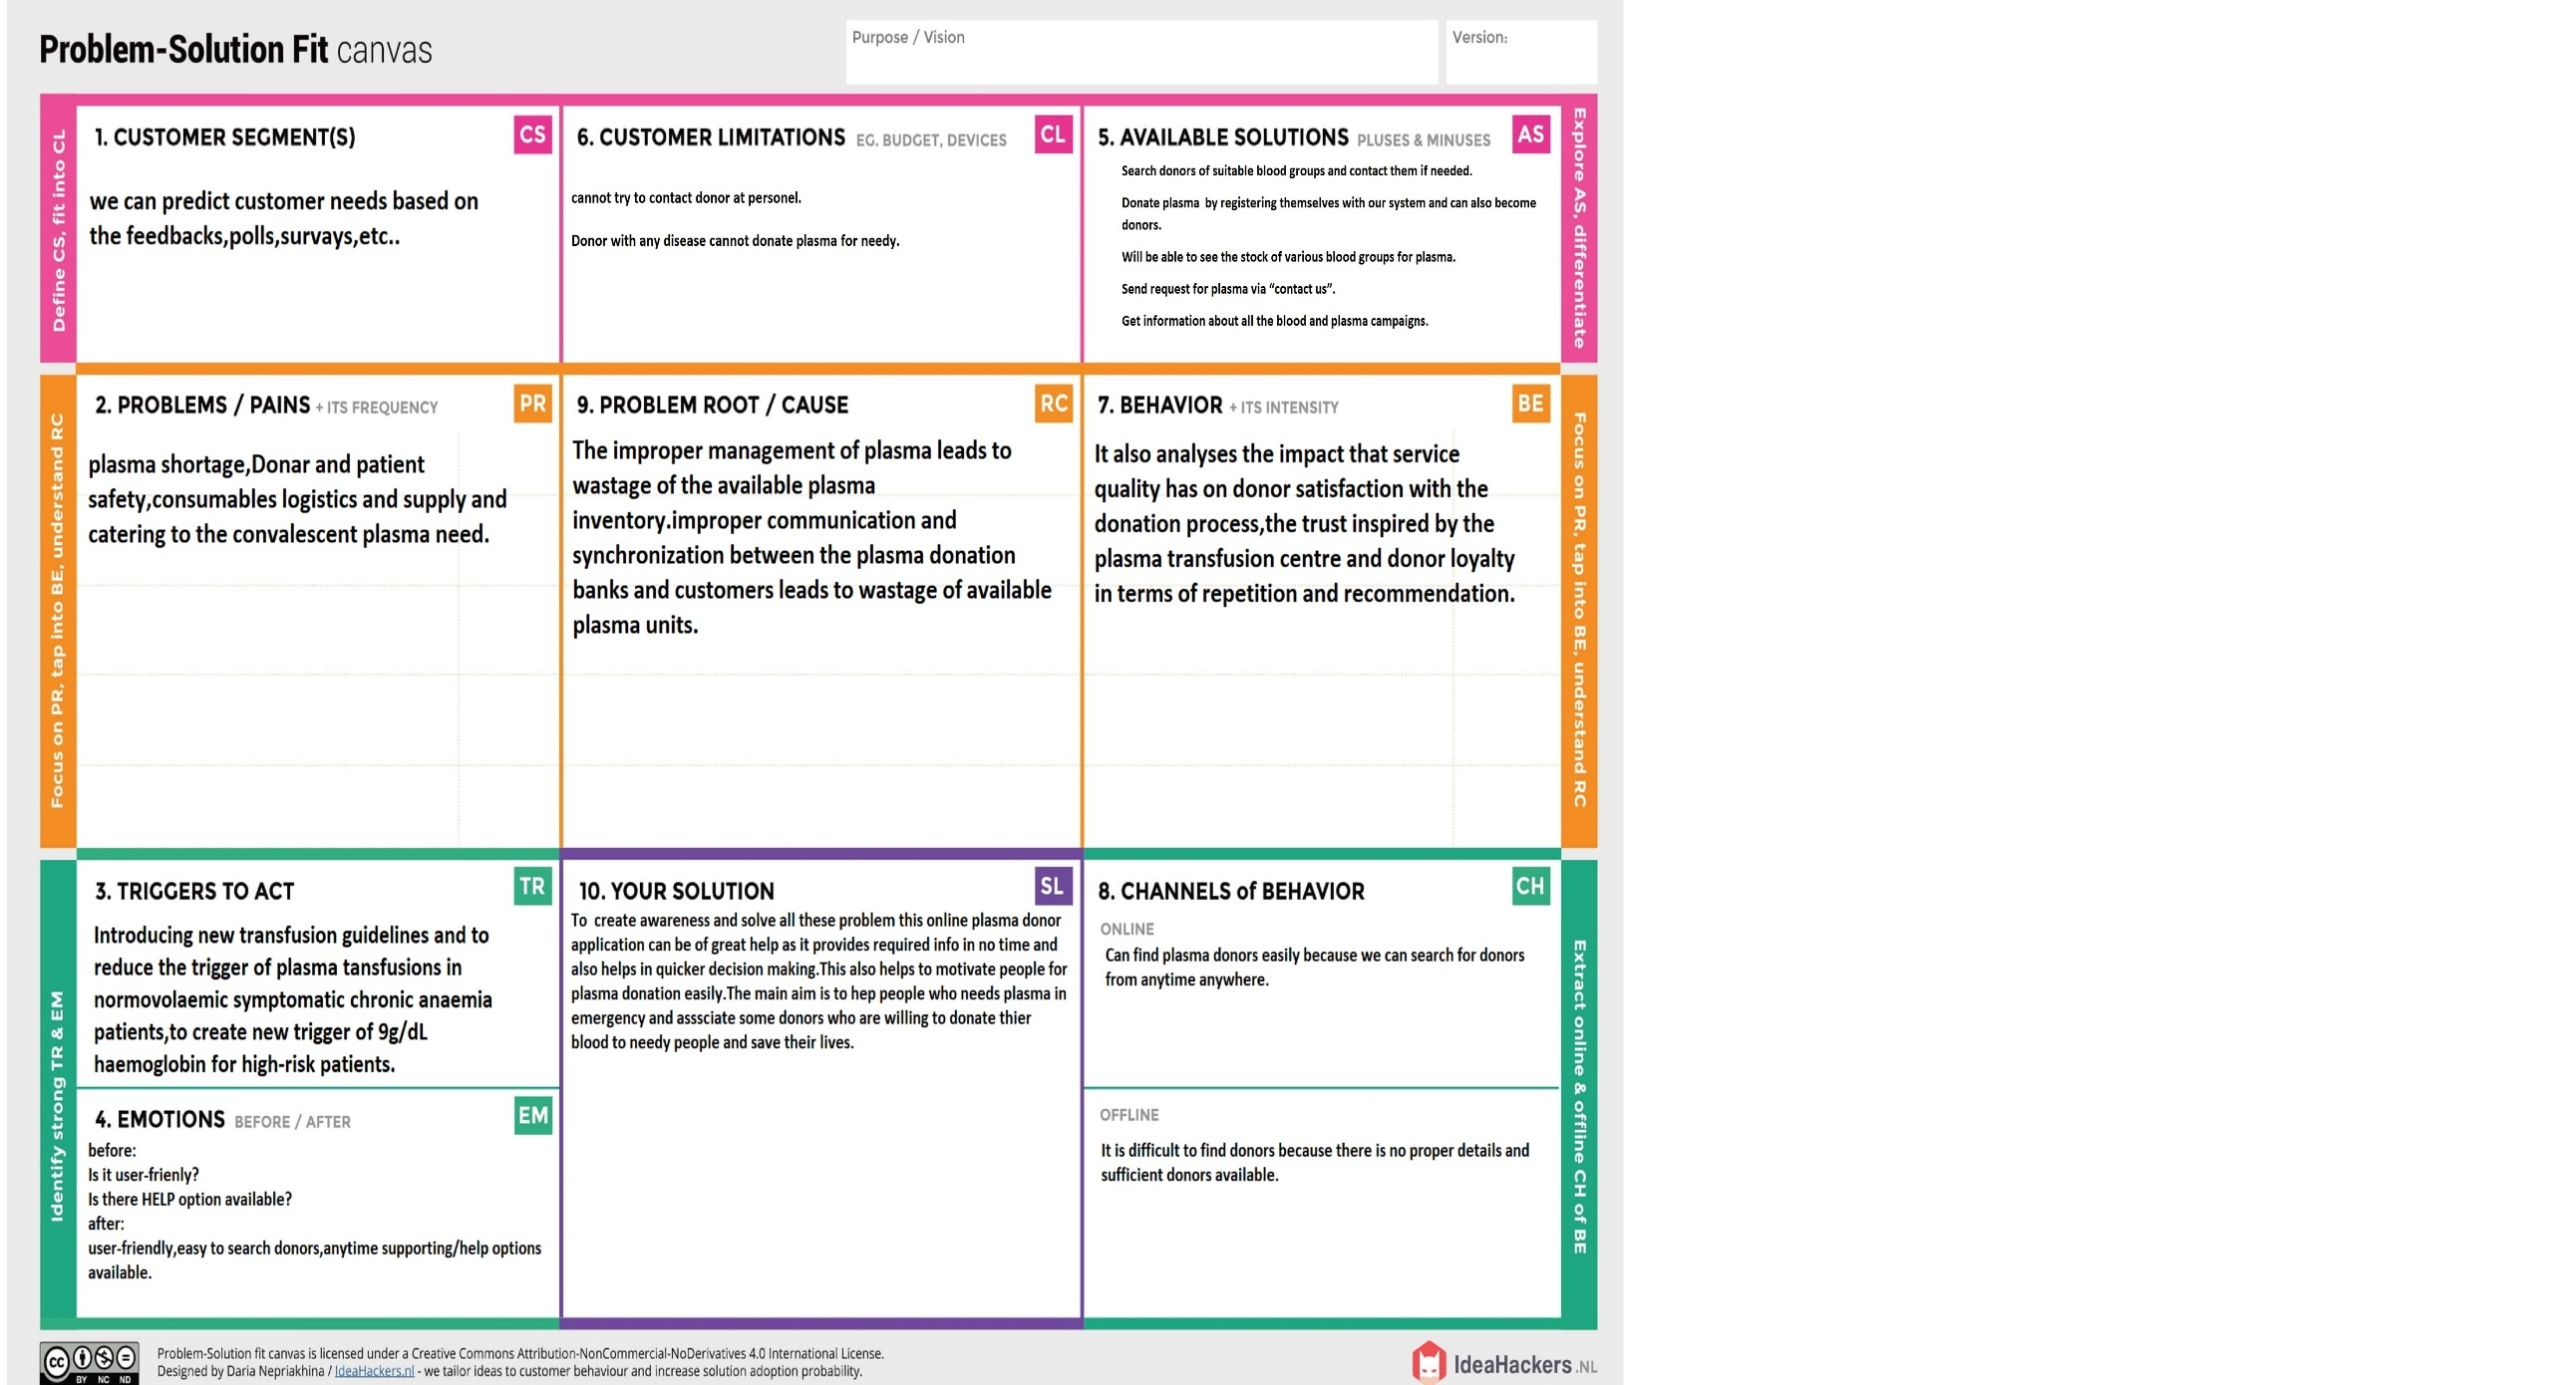 Problem-Solution Fit canvas
Purpose / Vision
Version:
Define CS, fit into CL
1. CUSTOMER SEGMENT(S)
CS
we can predict customer needs based on
the feedbacks,polls,survays,etc..
6. CUSTOMER LIMITATIONS EG. BUDGET, DEVICES
CL
cannot try to contact donor at personel.
Donor with any disease cannot donate plasma for needy.
5. AVAILABLE SOLUTIONS PLUSES & MINUSES
AS
Search donors of suitable blood groups and contact them if needed.
Donate plasma by registering themselves with our system and can also become
donors.
Will be able to see the stock of various blood groups for plasma.
Send request for plasma via “contact us”.
Get information about all the blood and plasma campaigns.
Explore AS, differentiate
Focus on PR, tap into BE, understand RC
2. PROBLEMS / PAINS + ITS FREQUENCY
PR
plasma shortage,Donar and patient
safety,consumables logistics and supply and
catering to the convalescent plasma need.
9. PROBLEM ROOT / CAUSE
RC
The improper management of plasma leads to
wastage of the available plasma
inventory.improper communication and
synchronization between the plasma donation
banks and customers leads to wastage of available
plasma units.
7. BEHAVIOR + ITS INTENSITY
BE
It also analyses the impact that service
quality has on donor satisfaction with the
donation process,the trust inspired by the
plasma transfusion centre and donor loyalty
in terms of repetition and recommendation.
Focus on PR, tap into BE, understand RC
Identify strong TR & EM
3. TRIGGERS TO ACT
TR
Introducing new transfusion guidelines and to
reduce the trigger of plasma tansfusions in
normovolaemic symptomatic chronic anaemia
patients,to create new trigger of 9g/dL
haemoglobin for high-risk patients.
4. EMOTIONS BEFORE / AFTER
EM
before:
Is it user-frienly?
Is there HELP option available?
after:
user-friendly,easy to search donors,anytime supporting/help options
available.
10. YOUR SOLUTION
SL
To create awareness and solve all these problem this online plasma donor
application can be of great help as it provides required info in no time and
also helps in quicker decision making.This also helps to motivate people for
plasma donation easily.The main aim is to hep people who needs plasma in
emergency and asssciate some donors who are willing to donate thier
blood to needy people and save their lives.
8. CHANNELS of BEHAVIOR
CH
ONLINE
Can find plasma donors easily because we can search for donors
from anytime anywhere.
OFFLINE
It is difficult to find donors because there is no proper details and
sufficient donors available.
Extract online & offline CH of BE
cc
BY NC ND
Problem-Solution fit canvas is licensed under a Creative Commons Attribution-NonCommercial-NoDerivatives 4.0 International License.
Designed by Daria Nepriakhina / IdeaHackers.nl - we tailor ideas to customer behaviour and increase solution adoption probability.
IdeaHackers.NL